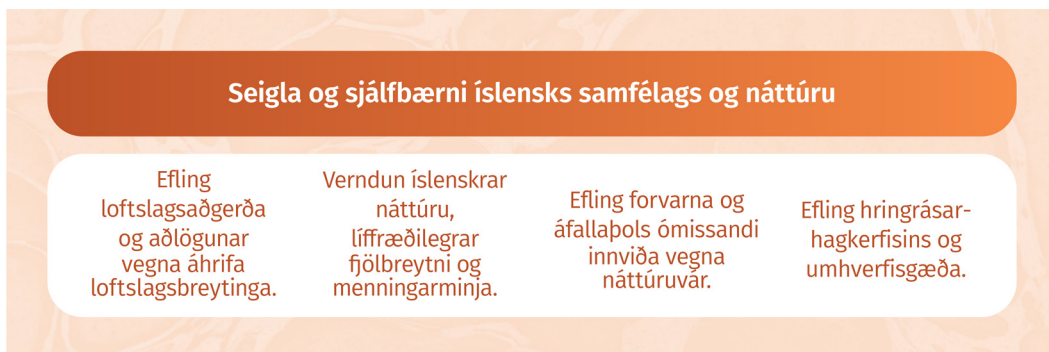 Seigla og sjálfbærni íslensks samfélags og náttúru
Efling
loftslagsaðgerða
og aðlögunar
vegna áhrifa
loftslagsbreytinga.
Verndun íslenskrar
náttúru,
líffræðilegrar
fjölbreytni og
menningarminja.
Efling forvarna og
áfallaþols ómissandi
innviða vegna
náttúruvár.
Efling hringrásar-
hagkerfisins og
umhverfisgæða.